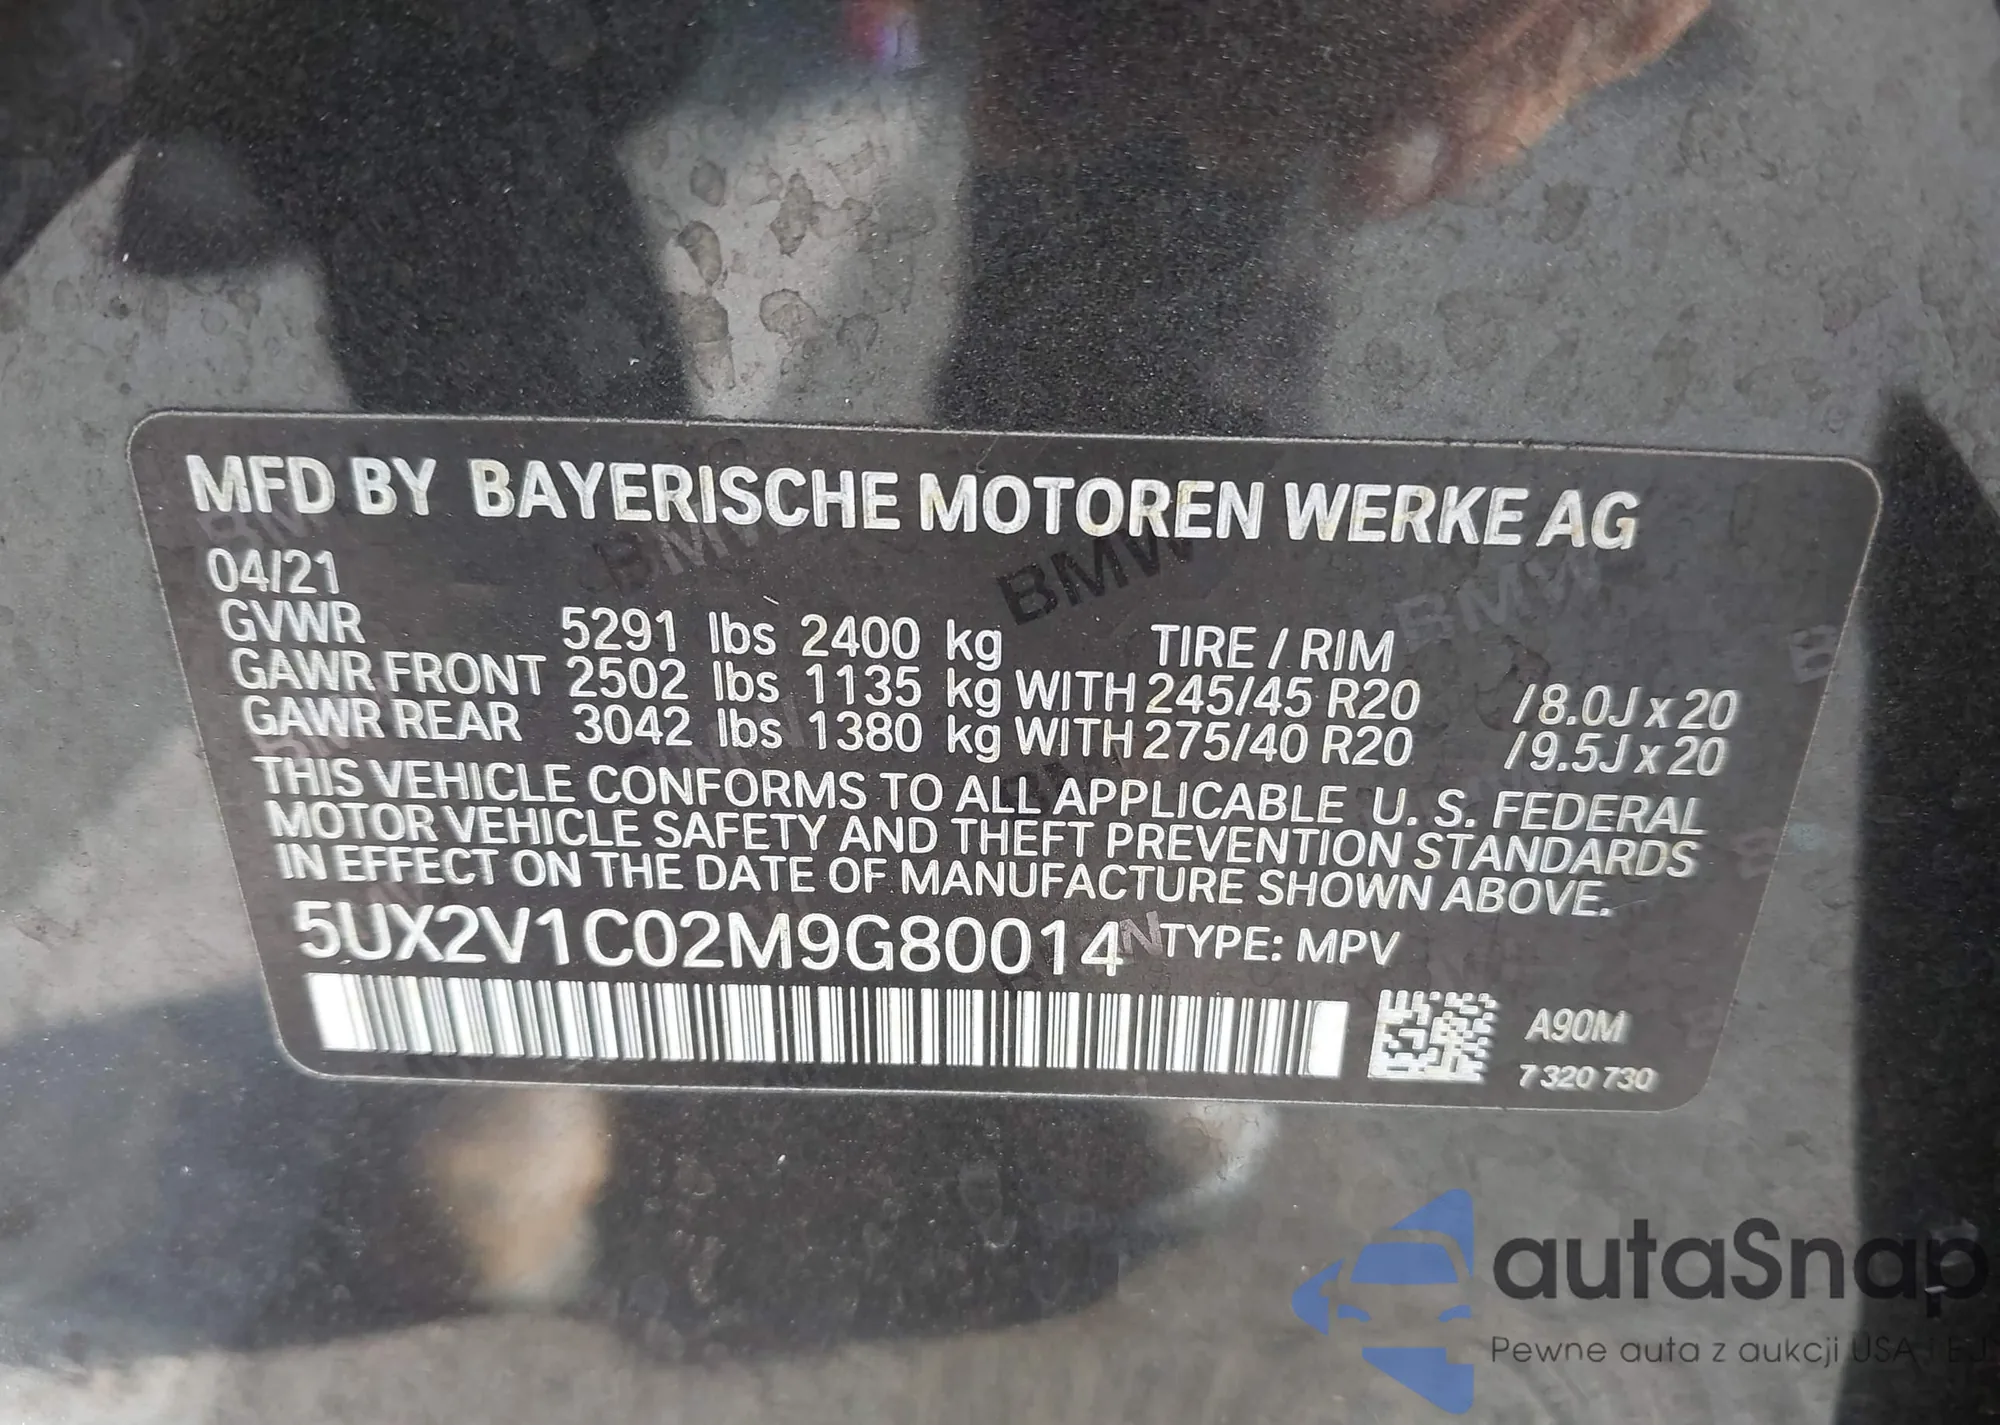 MFD BY BAYERISCHE MOTOREN WERKE AG
04/21
GVWR 5291 lbs 2400 kg TIRE / RIM
GAWR FRONT 2502 lbs 1135 kg WITH 245/45 R20 /8.0J x 20
GAWR REAR 3042 lbs 1380 kg WITH 275/40 R20 /9.5J x 20
THIS VEHICLE CONFORMS TO ALL APPLICABLE U. S. FEDERAL
MOTOR VEHICLE SAFETY AND THEFT PREVENTION STANDARDS
IN EFFECT ON THE DATE OF MANUFACTURE SHOWN ABOVE.
5UX2V1C02M9G80014 TYPE: MPV
A90M
7 320 730
autaSnap
Pewne auta z aukcji USA i EU